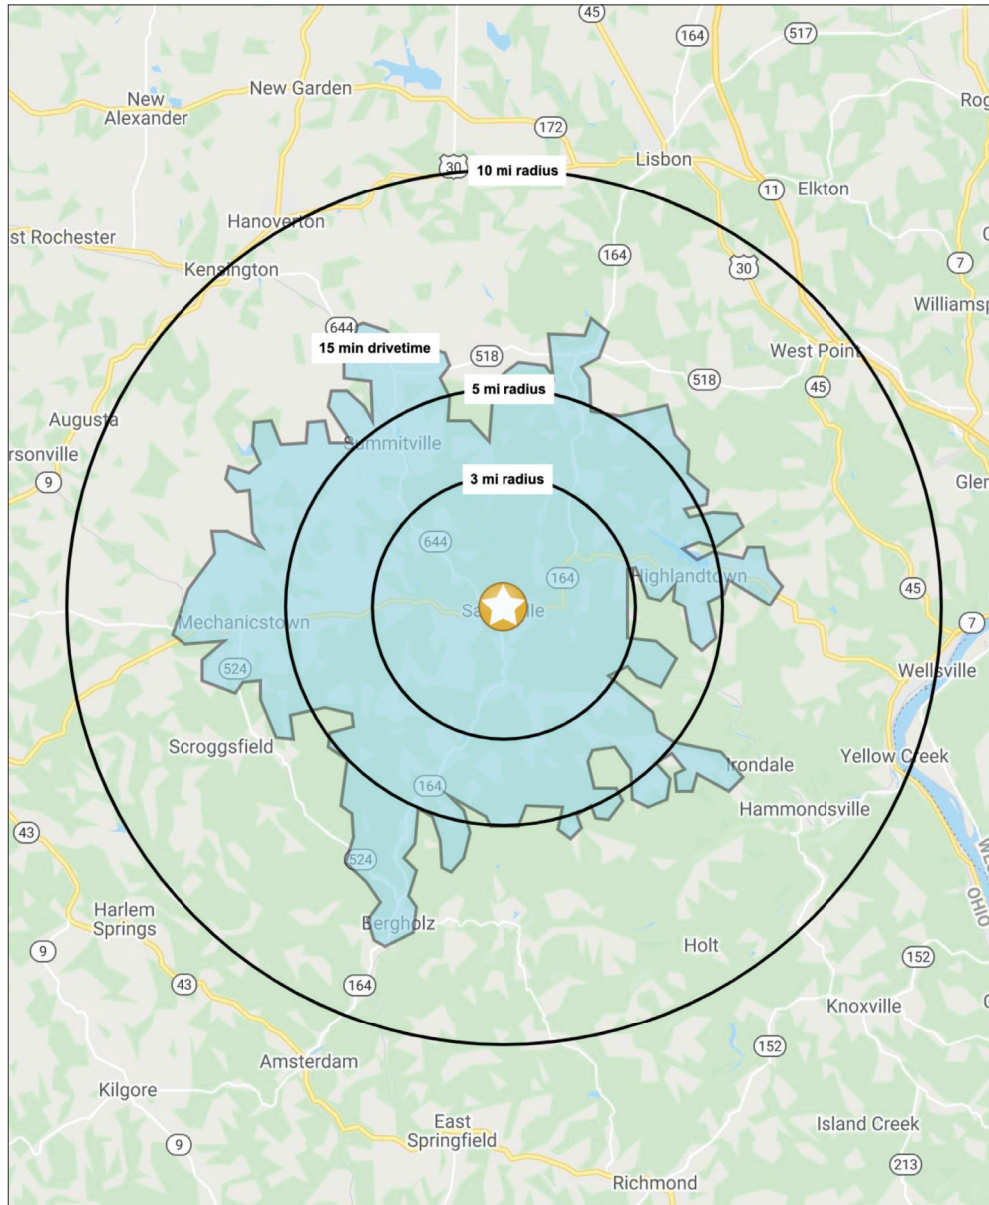 45
164
517
New
Alexander
New Garden
Rog
172
Lisbon
30
10 mi radius
11
Elkton
Hanoverton
st Rochester
164
7
Kensington
30
Williamsp
644
15 min drivetime
518
West Point
518
45
5 mi radius
Augusta
Summitville
rsonville
3 mi radius
9
Glen
644
164
Highlandtown
45
Mechanicstown
7
524
Wellsville
Scroggsfield
Yellow Creek
Irondale
164
Hammondsville
43
524
OHIO
Harlem
Springs
Bergholz
Holt
9
152
43
164
Knoxville
152
Amsterdam
Kilgore
East
Springfield
Island Creek
9
213
Richmond